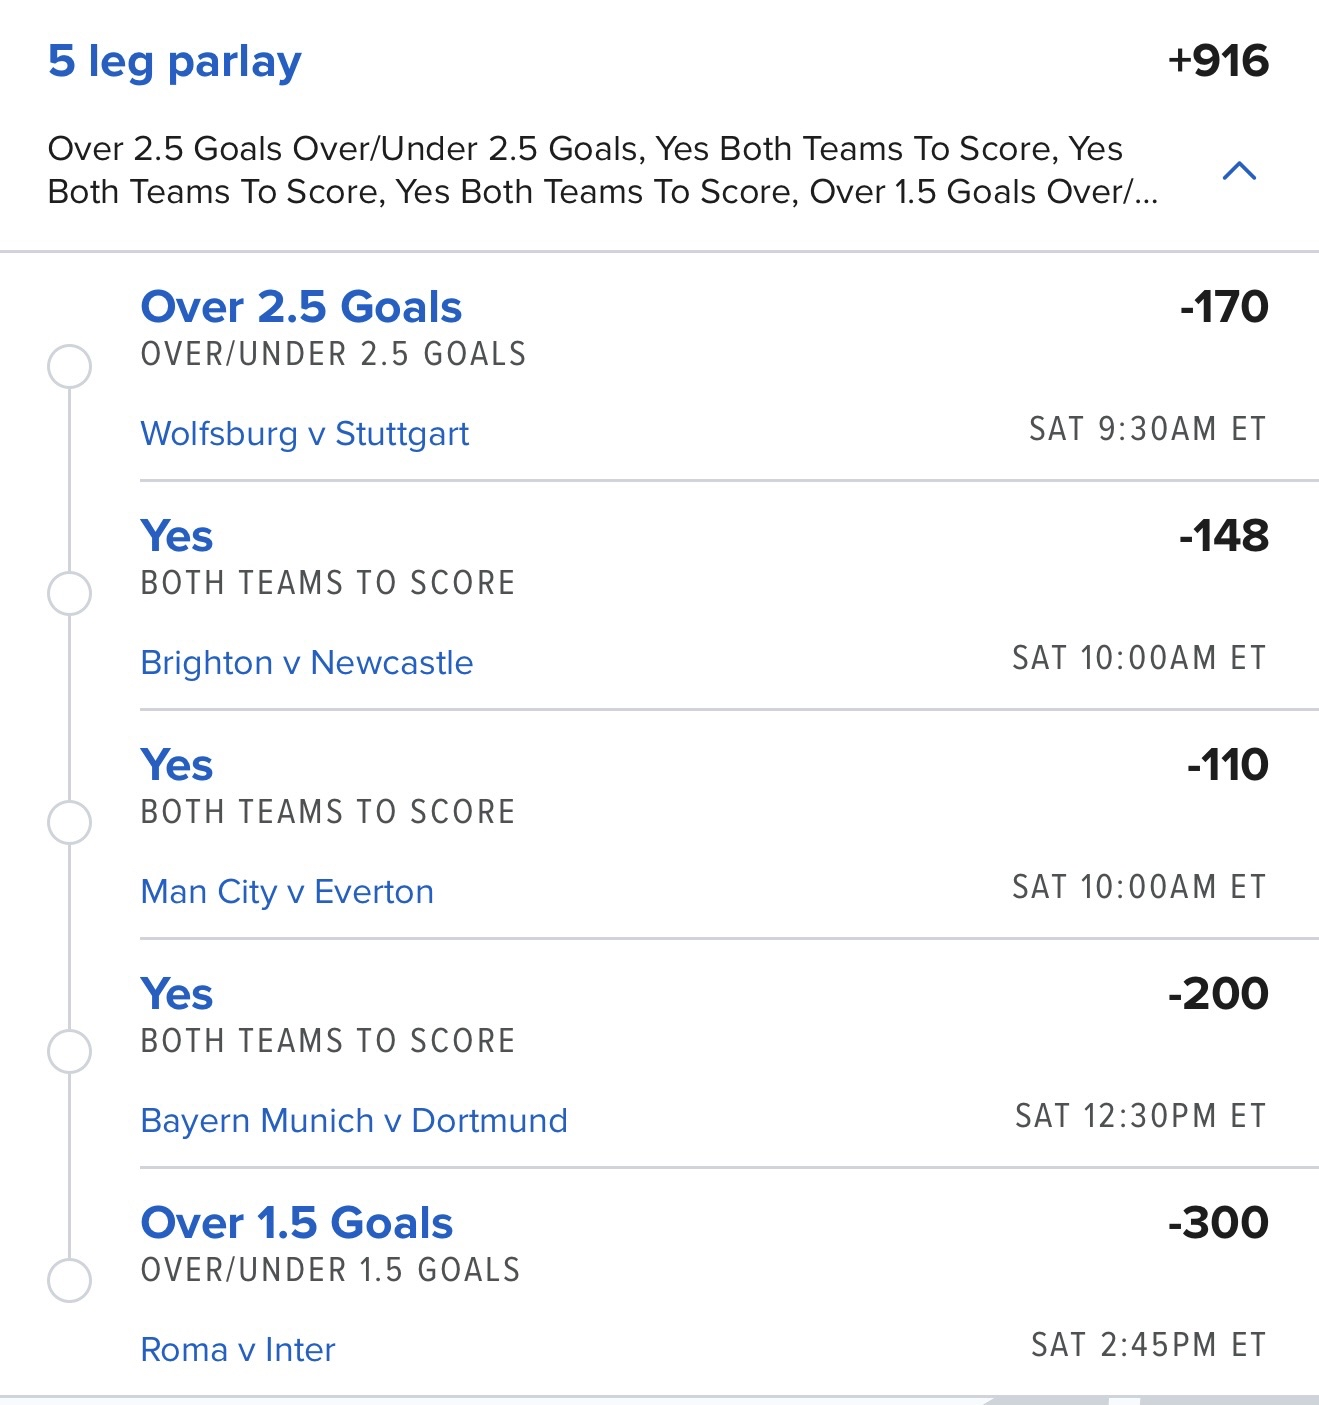 5 leg parlay +916
Over 2.5 Goals Over/Under 2.5 Goals, Yes Both Teams To Score, Yes
Both Teams To Score, Yes Both Teams To Score, Over 1.5 Goals Over/...
Over 2.5 Goals -170
OVER/UNDER 2.5 GOALS
Wolfsburg v Stuttgart SAT 9:30AM ET
Yes -148
BOTH TEAMS TO SCORE
Brighton v Newcastle SAT 10:00AM ET
Yes -110
BOTH TEAMS TO SCORE
Man City v Everton SAT 10:00AM ET
Yes -200
BOTH TEAMS TO SCORE
Bayern Munich v Dortmund SAT 12:30PM ET
Over 1.5 Goals -300
OVER/UNDER 1.5 GOALS
Roma v Inter SAT 2:45PM ET